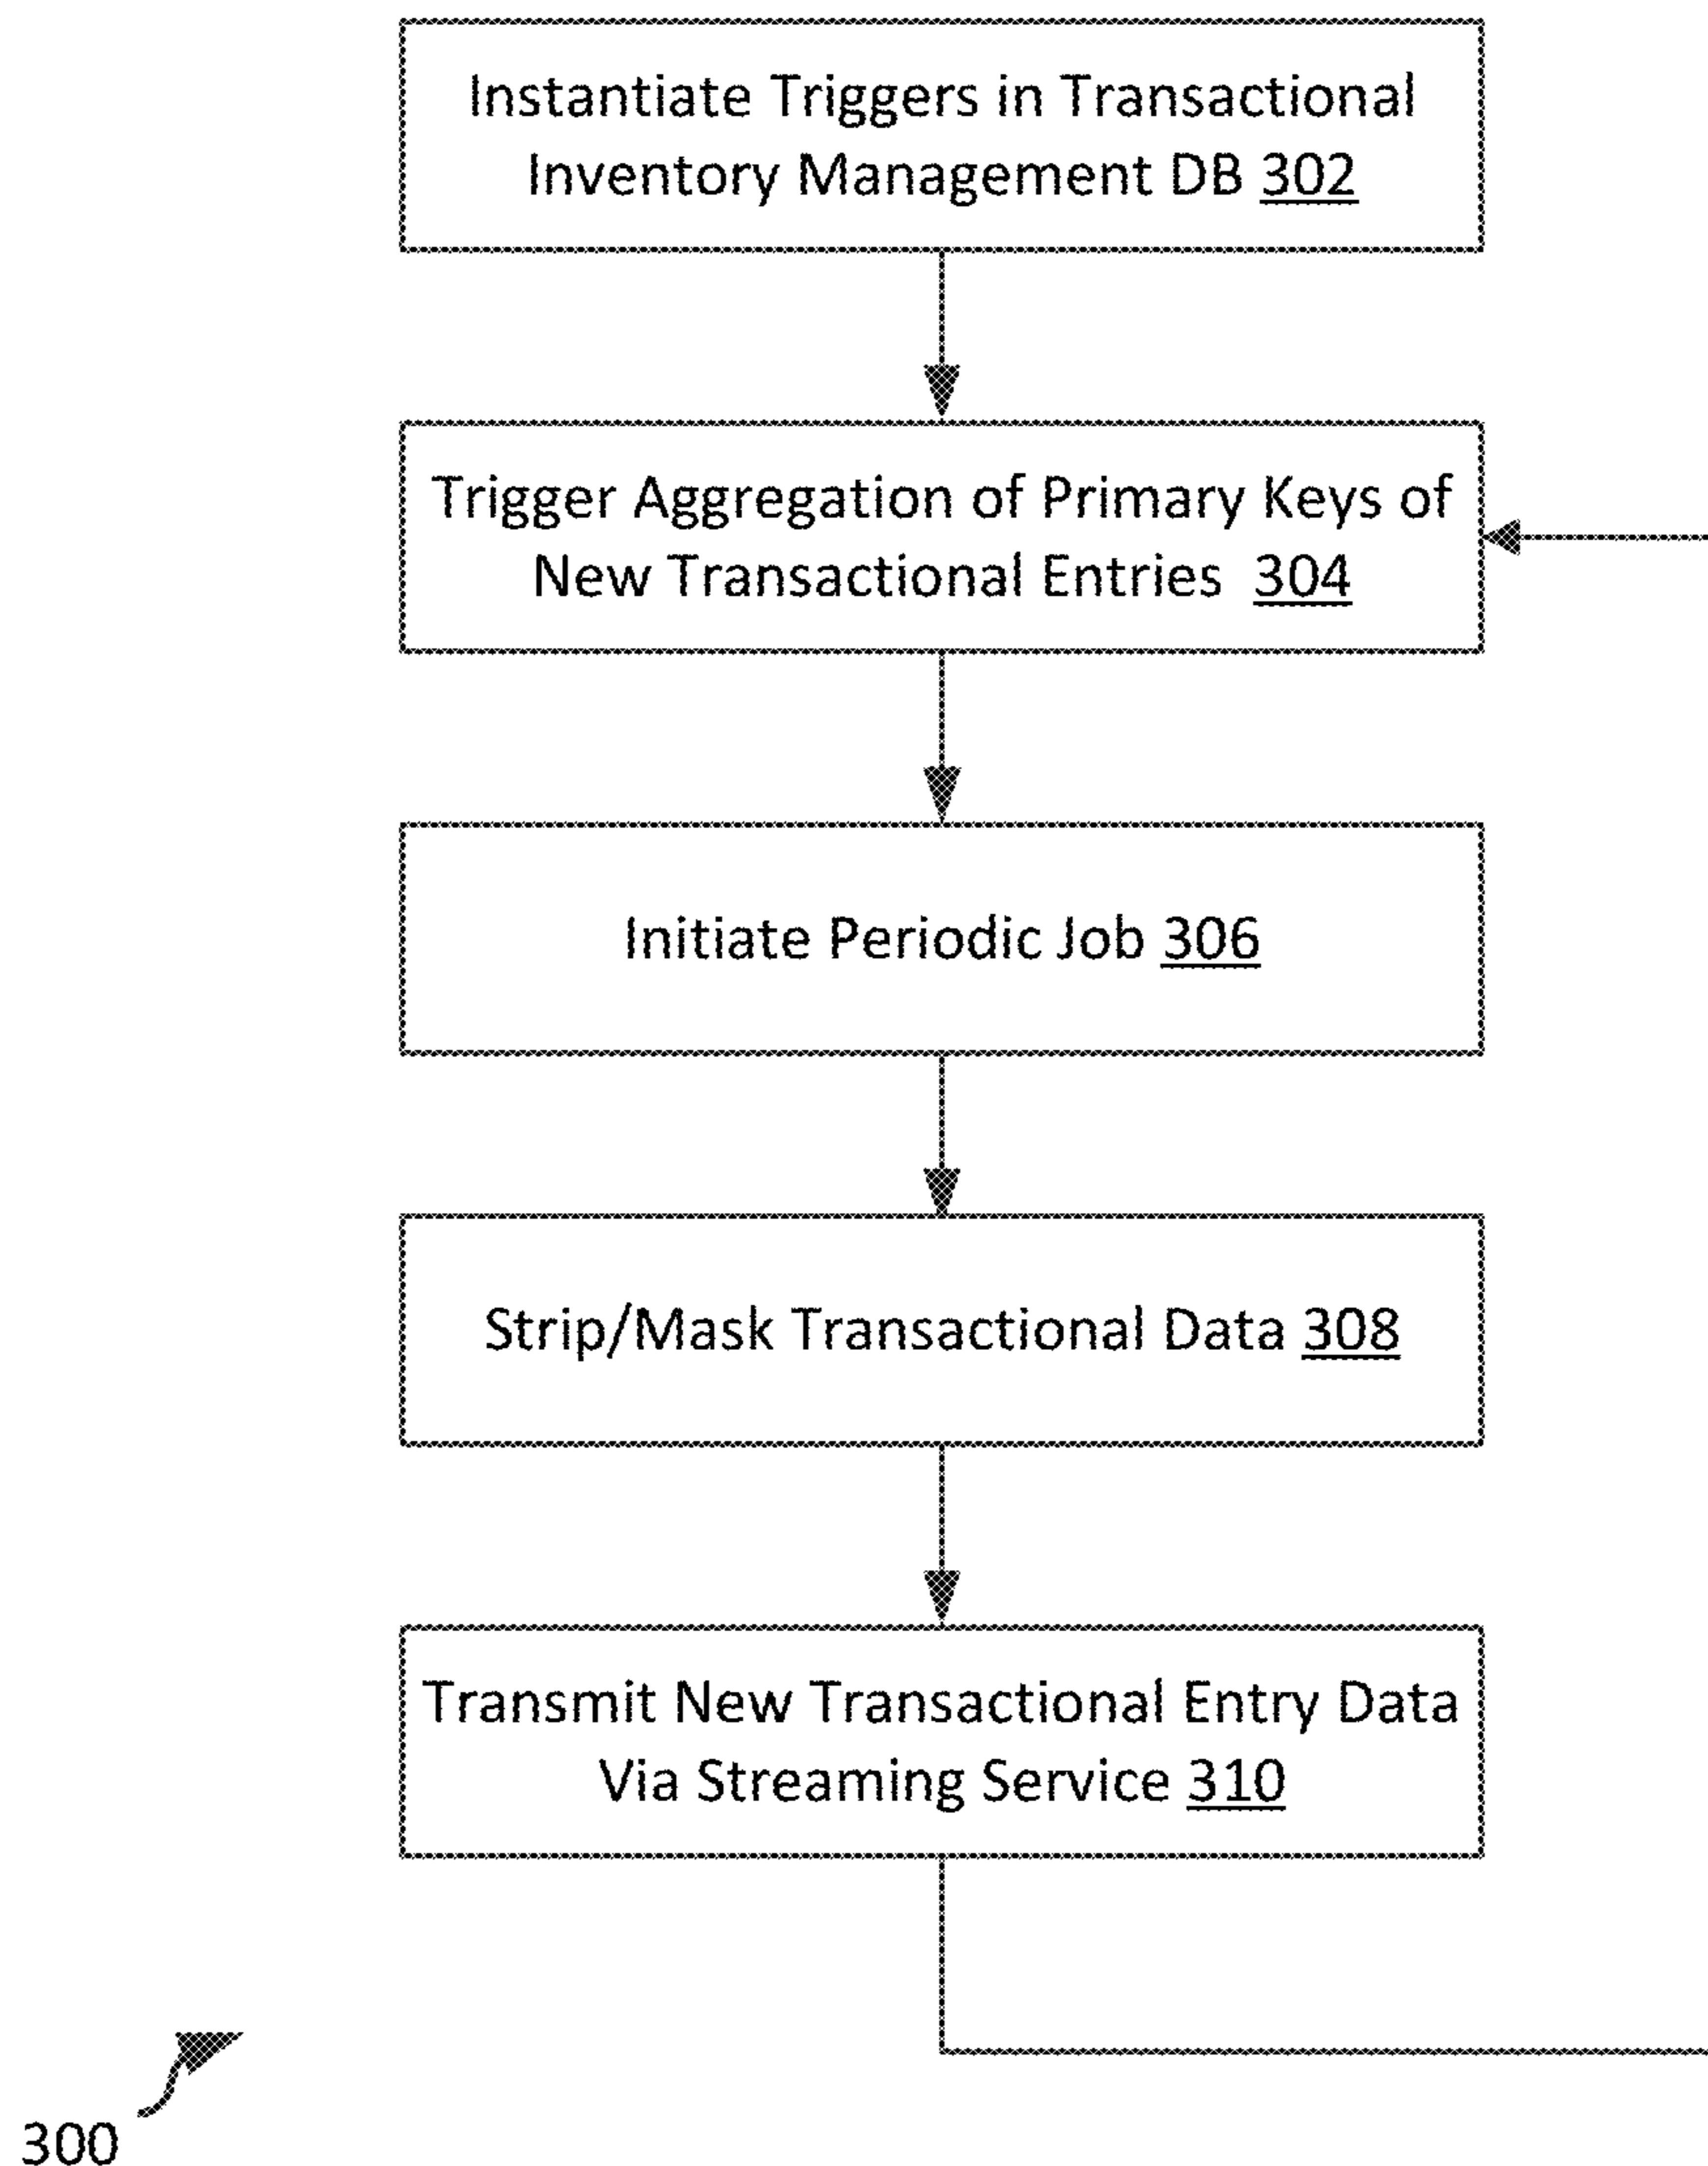 Instantiate Triggers in Transactional
Inventory Management DB 302
Trigger Aggregation of Primary Keys of
New Transactional Entries 304
Initiate Periodic Job 306
Strip/Mask Transactional Data 308
Transmit New Transactional Entry Data
Via Streaming Service 310
300